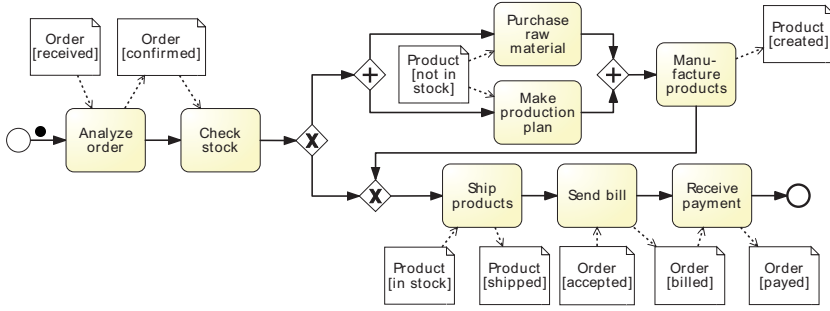 Order
[received]
Order
[confirmed]
Purchase
raw
material
Product
[created]
Product
[not in
stock]
Manu-
facture
products
Make
production
plan
Analyze
order
Check
stock
Ship
products
Send bill
Receive
payment
Product
[in stock]
Product
[shipped]
Order
[accepted]
Order
[billed]
Order
[payed]